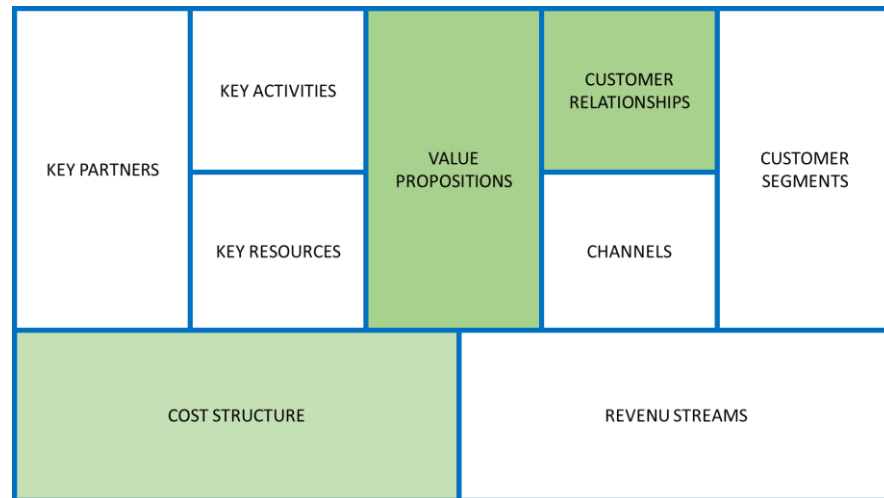 KEY PARTNERS
KEY ACTIVITIES
KEY RESOURCES
VALUE
PROPOSITIONS
CUSTOMER
RELATIONSHIPS
CHANNELS
CUSTOMER
SEGMENTS
COST STRUCTURE
REVENU STREAMS